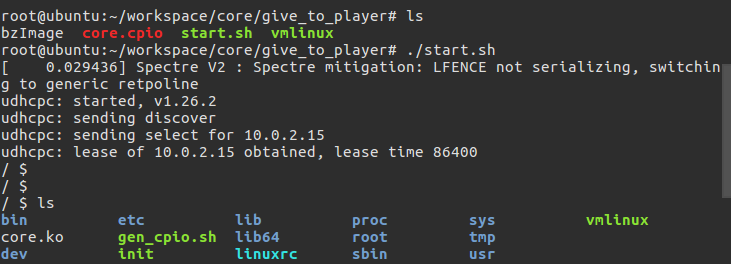 root@ubuntu:~/workspace/core/give_to_player# ls
bzImage  core.cpio  start.sh  vmlinux
root@ubuntu:~/workspace/core/give_to_player# ./start.sh
[    0.029436] Spectre V2 : Spectre mitigation: LFENCE not serializing, switchin
g to generic retpoline
udhcpc: started, v1.26.2
udhcpc: sending discover
udhcpc: sending select for 10.0.2.15
udhcpc: lease of 10.0.2.15 obtained, lease time 86400
/ $
/ $
/ $ ls
bin          etc          lib          proc         sys          vmlinux
core.ko      gen_cpio.sh  lib64        root         tmp
dev          init         linuxrc      sbin         usr